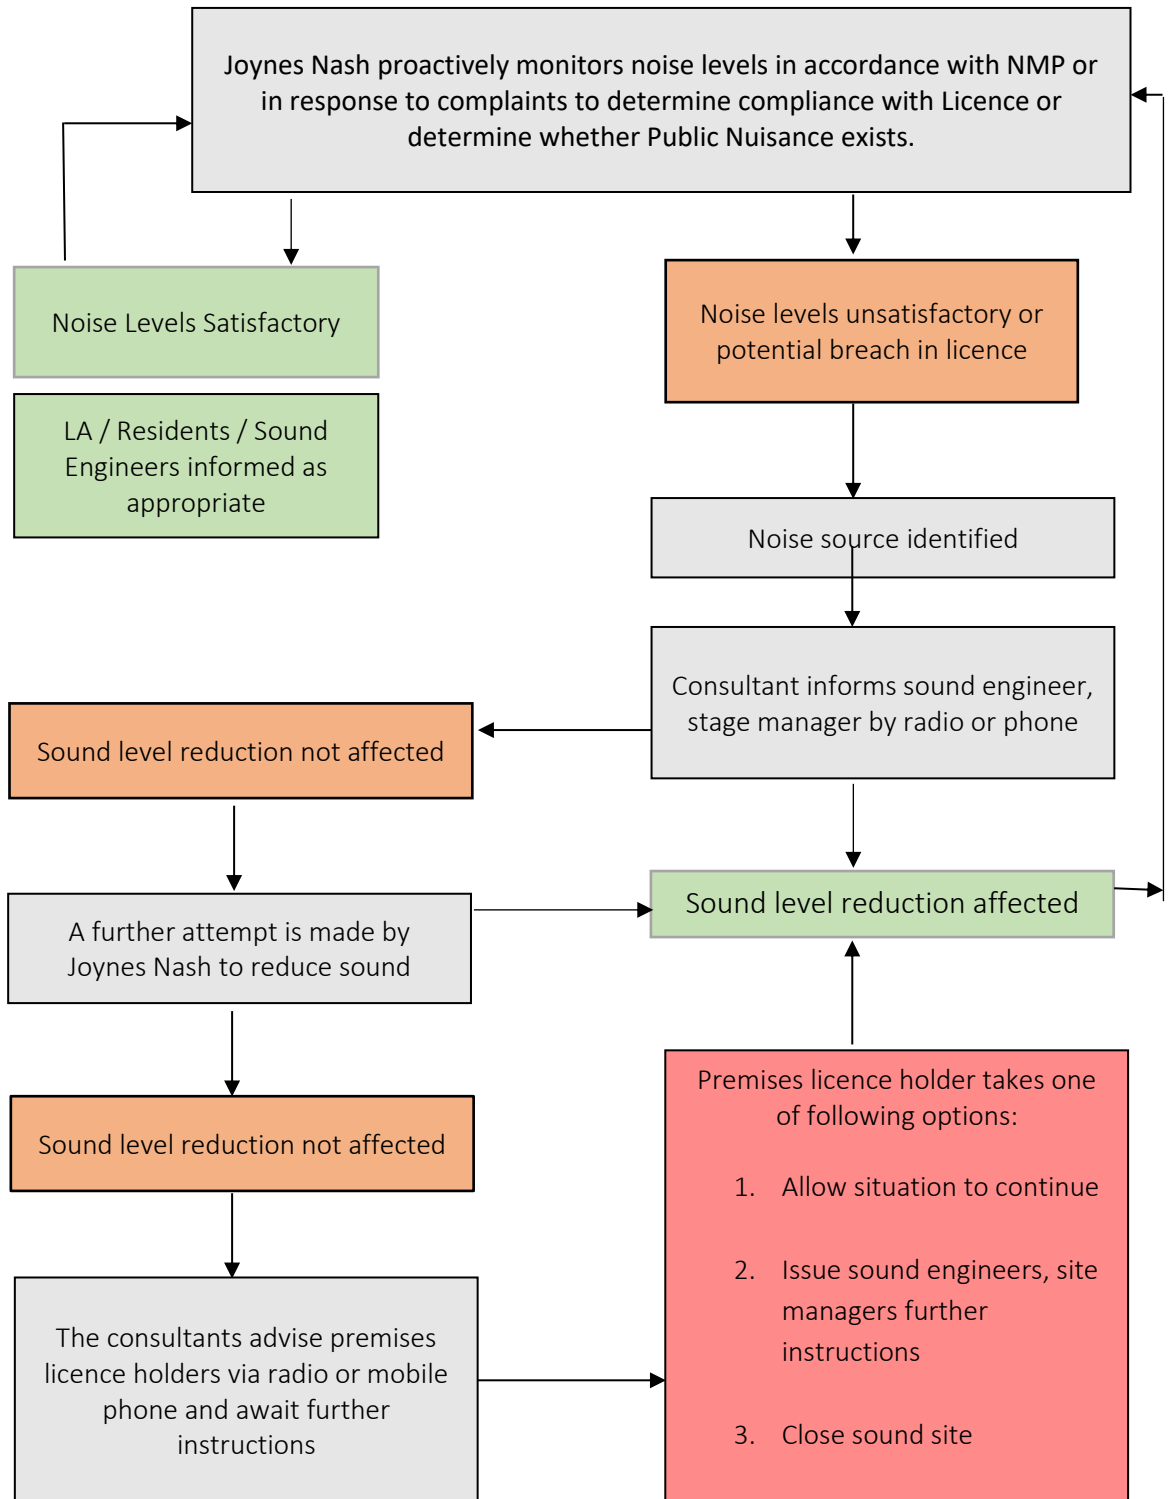 Joynes Nash proactively monitors noise levels in accordance with NMP or
in response to complaints to determine compliance with Licence or
determine whether Public Nuisance exists.
Noise Levels Satisfactory
LA / Residents / Sound
Engineers informed as
appropriate
Noise levels unsatisfactory or
potential breach in licence
Noise source identified
Consultant informs sound engineer,
stage manager by radio or phone
Sound level reduction not affected
A further attempt is made by
Joynes Nash to reduce sound
Sound level reduction affected
Sound level reduction not affected
The consultants advise premises
licence holders via radio or mobile
phone and await further
instructions
Premises licence holder takes one
of following options:
1. Allow situation to continue
2. Issue sound engineers, site
managers further
instructions
3. Close sound site